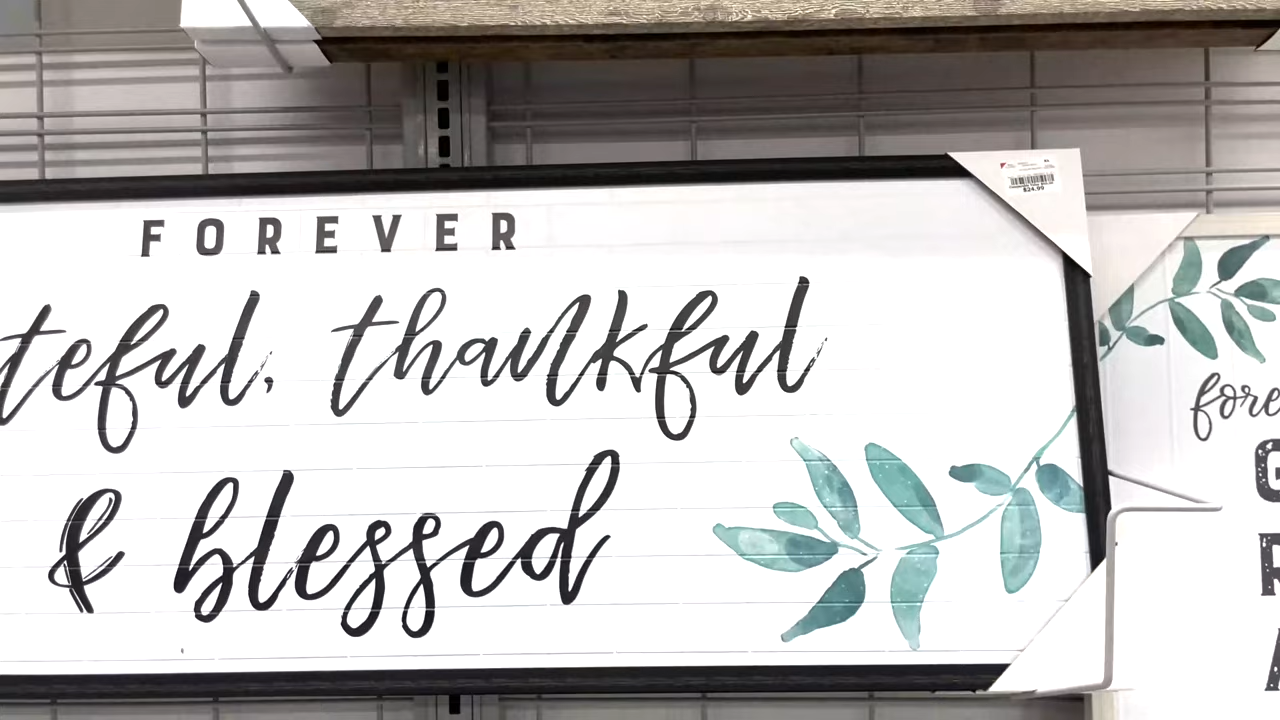 FOREVER
teful, thankful
& blessed
$24.99
fore
G
R
A